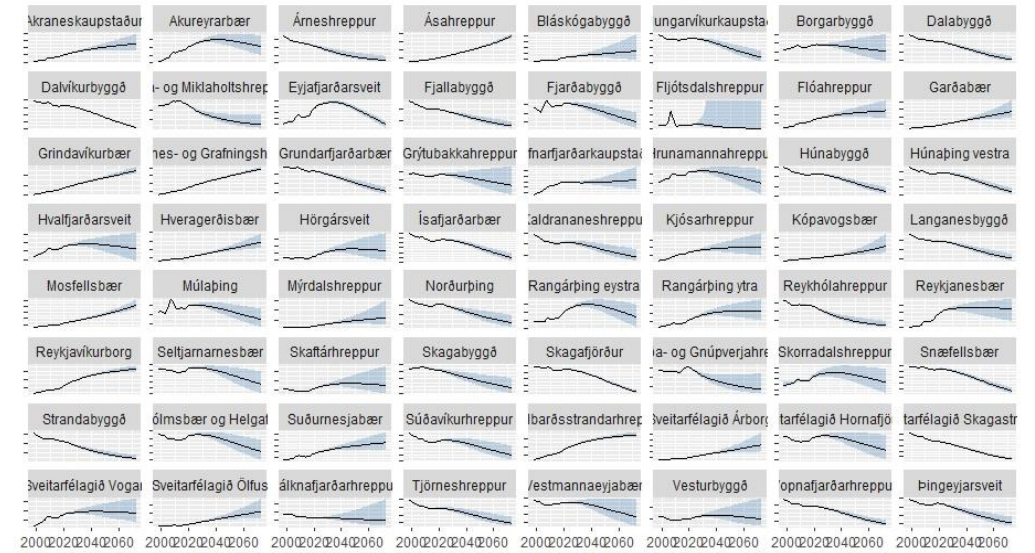 Akraneskaupstaður Akureyrarbær Árneshreppur Ásahreppur Bláskógabyggð ungarvíkurkaupsta Borgarbyggð Dalabyggð
Dalvíkurbyggð - og Miklaholtshrep Eyjafjarðarsveit Fjallabyggð Fjarðabyggð Fljótsdalshreppur Flóahreppur Garðabær
Grindavíkurbær nes- og Grafningsh Grundarfjarðarbær Grýtubakkahreppur fnarfjarðarkaupstað Hrunamannahreppu Húnabyggð Húnaþing vestra
Hvalfjarðarsveit Hveragerðisbær Hörgársveit Ísafjarðarbær Kaldrananeshreppu Kjósarhreppur Kópavogsbær Langanesbyggð
Mosfellsbær Múlaþing Mýrdalshreppur Norðurþing Rangárþing eystra Rangárþing ytra Reykhólahreppur Reykjanesbær
Reykjavíkurborg Seltjarnarnesbær Skaftárhreppur Skagabyggð Skagafjörður a- og Gnúpverjahre Skorradalshreppur Snæfellsbær
Strandabyggð ólmsbær og Helgaf Suðurnesjabær Súðavíkurhreppur lbarðsstrandarhrep Sveitarfélagið Árborg tarfélagið Hornafjö tarfélagið Skagastr
Sveitarfélagið Vogar Sveitarfélagið Ölfus álknafjarðarhreppu Tjörneshreppur Vestmannaeyjabær Vesturbyggð Vopnafjarðarhreppu Þingeyjarsveit
2000 2020 2040 2060 2000 2020 2040 2060 2000 2020 2040 2060 2000 2020 2040 2060 2000 2020 2040 2060 2000 2020 2040 2060 2000 2020 2040 2060 2000 2020 2040 2060